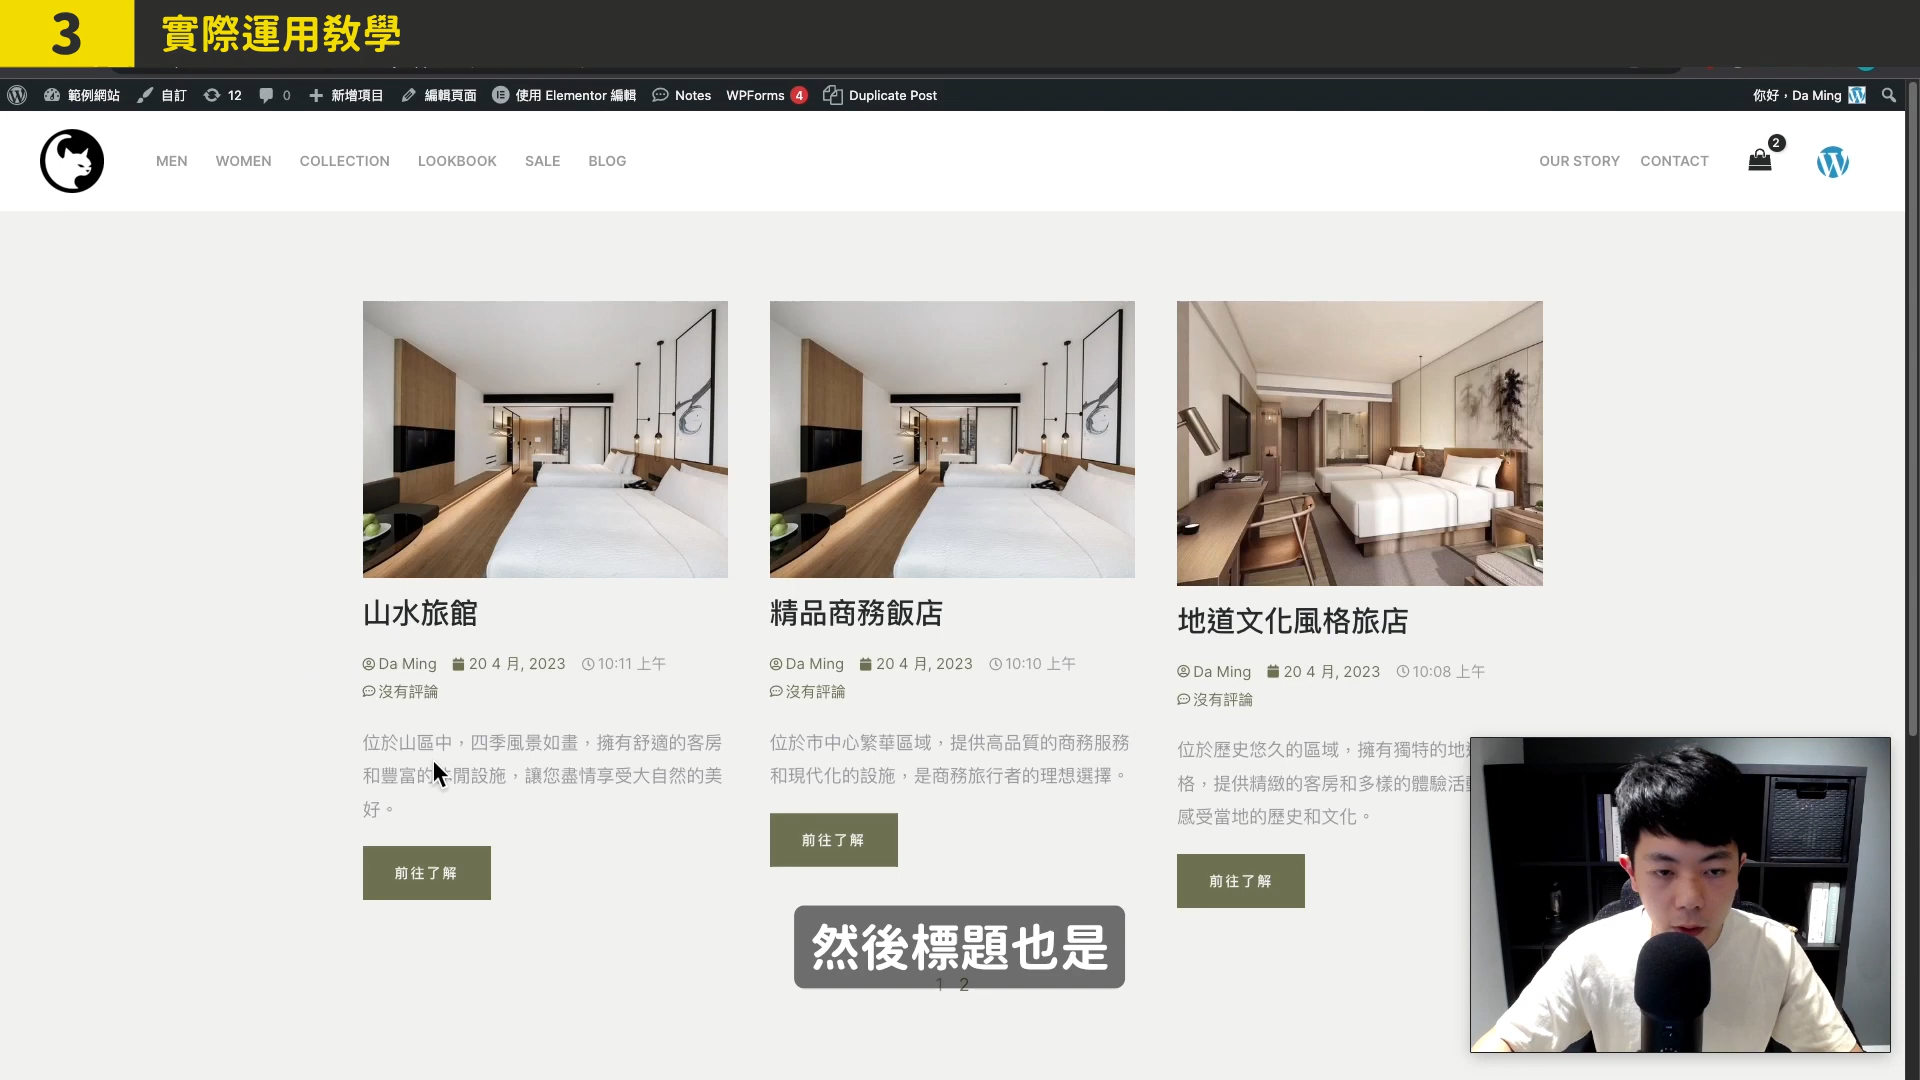 3 實際運用教學
範例網站 自訂 12 0 新增項目 編輯頁面 使用 Elementor 編輯 Notes WPForms 4 Duplicate Post 你好，Da Ming
MEN WOMEN COLLECTION LOOKBOOK SALE BLOG OUR STORY CONTACT 2
山水旅館
Da Ming 20 4 月, 2023 10:11 上午
沒有評論
位於山區中，四季風景如畫，擁有舒適的客房
和豐富的閒設施，讓您盡情享受大自然的美
好。
前往了解
精品商務飯店
Da Ming 20 4 月, 2023 10:10 上午
沒有評論
位於市中心繁華區域，提供高品質的商務服務
和現代化的設施，是商務旅行者的理想選擇。
前往了解
地道文化風格旅店
Da Ming 20 4 月, 2023 10:08 上午
沒有評論
位於歷史悠久的區域，擁有獨特的地
格，提供精緻的客房和多樣的體驗活
感受當地的歷史和文化。
前往了解
然後標題也是
1 2